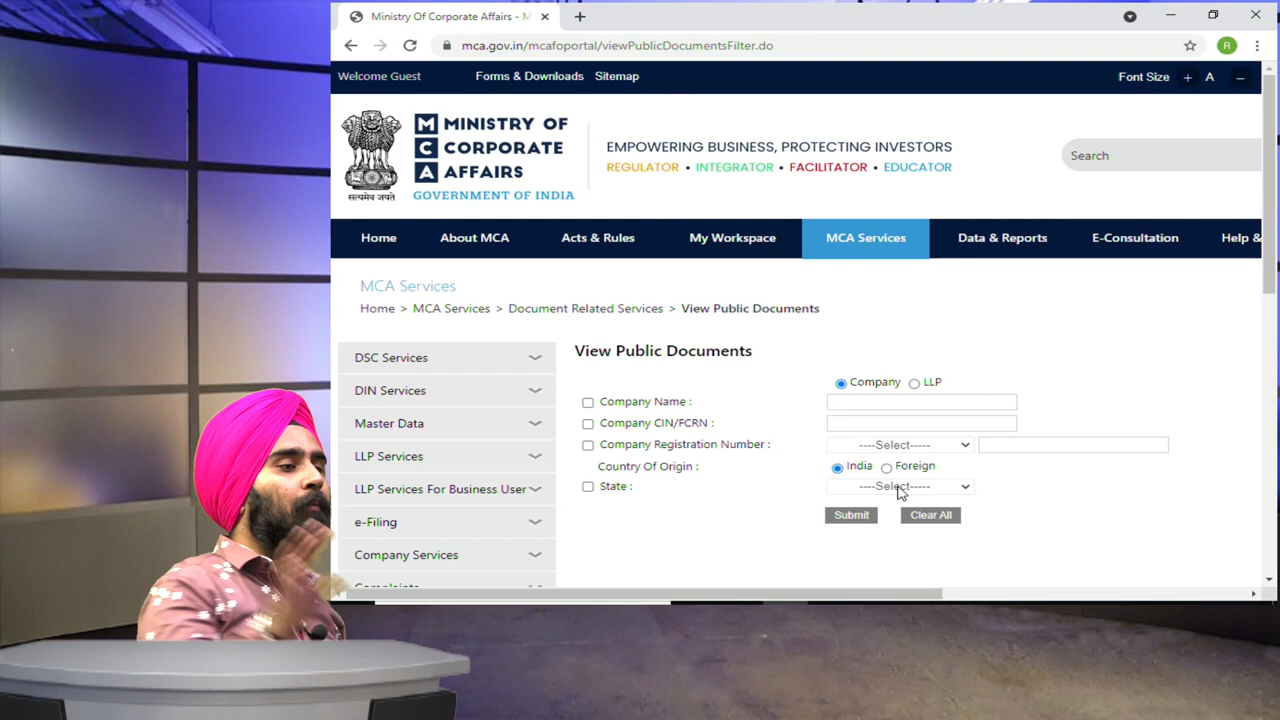 Ministry Of Corporate Affairs - M
mca.gov.in/mcafoportal/viewPublicDocumentsFilter.do
R
Welcome Guest Forms & Downloads Sitemap Font Size + A –
सत्यमेव जयते
M MINISTRY OF
C CORPORATE
A AFFAIRS
GOVERNMENT OF INDIA
EMPOWERING BUSINESS, PROTECTING INVESTORS
REGULATOR • INTEGRATOR • FACILITATOR • EDUCATOR
Search
Home About MCA Acts & Rules My Workspace MCA Services Data & Reports E-Consultation Help &
MCA Services
Home > MCA Services > Document Related Services > View Public Documents
DSC Services
DIN Services
Master Data
LLP Services
LLP Services For Business User
e-Filing
Company Services
Complaints
View Public Documents
Company LLP
Company Name :
Company CIN/FCRN :
Company Registration Number : ----Select-----
Country Of Origin : India Foreign
State : ----Select-----
Submit Clear All